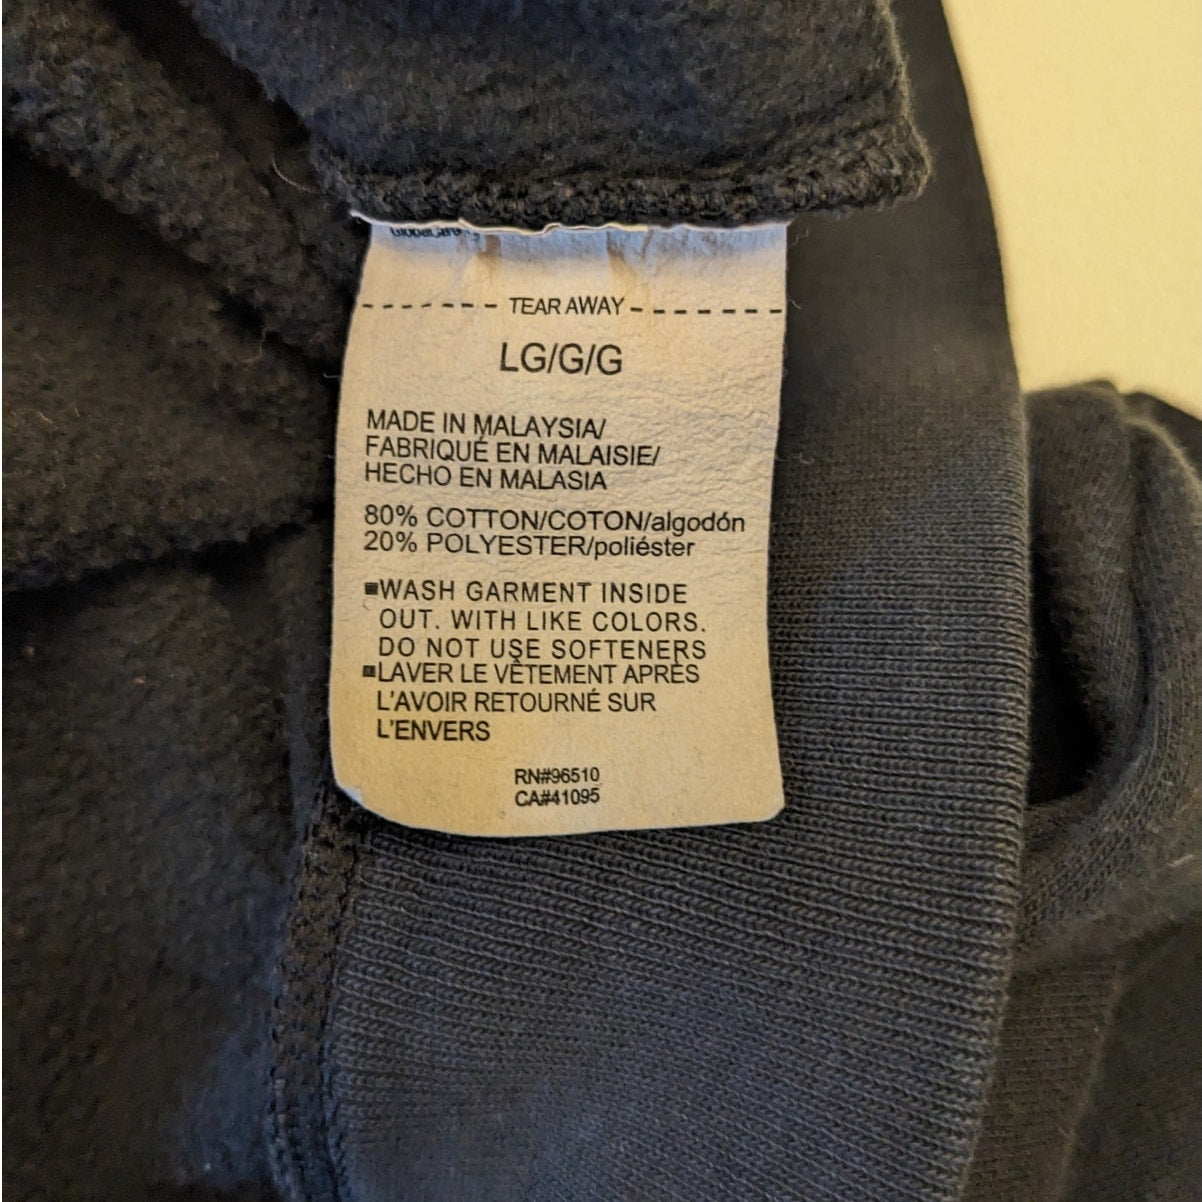 TEAR AWAY
LG/G/G
MADE IN MALAYSIA/
FABRIQUÉ EN MALAISIE/
HECHO EN MALASIA
80% COTTON/COTON/algodón
20% POLYESTER/poliéster
WASH GARMENT INSIDE
OUT. WITH LIKE COLORS.
DO NOT USE SOFTENERS
LAVER LE VÊTEMENT APRÈS
L'AVOIR RETOURNÉ SUR
L'ENVERS
RN#96510
CA#41095